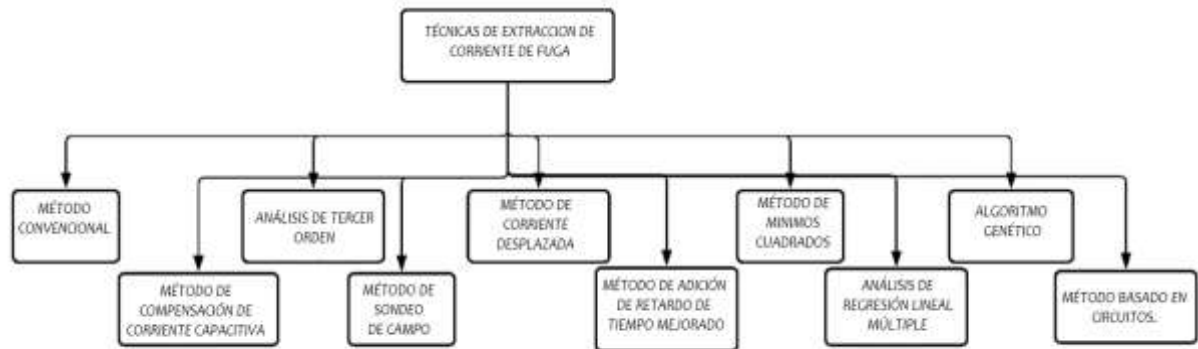 TÉCNICAS DE EXTRACCION DE
CORRIENTE DE FUGA
MÉTODO
CONVENCIONAL
ANÁLISIS DE TERCER
ORDEN
MÉTODO DE
CORRIENTE
DESPLAZADA
MÉTODO DE
MINIMOS
CUADRADOS
ALGORITMO
GENÉTICO
MÉTODO DE
COMPENSACIÓN DE
CORRIENTE CAPACITIVA
MÉTODO DE
SONDEO
DE CAMPO
MÉTODO DE ADICIÓN
DE RETARDO DE
TIEMPO MEJORADO
ANÁLISIS DE
REGRESIÓN LINEAL
MÚLTIPLE
MÉTODO BASADO EN
CIRCUITOS.